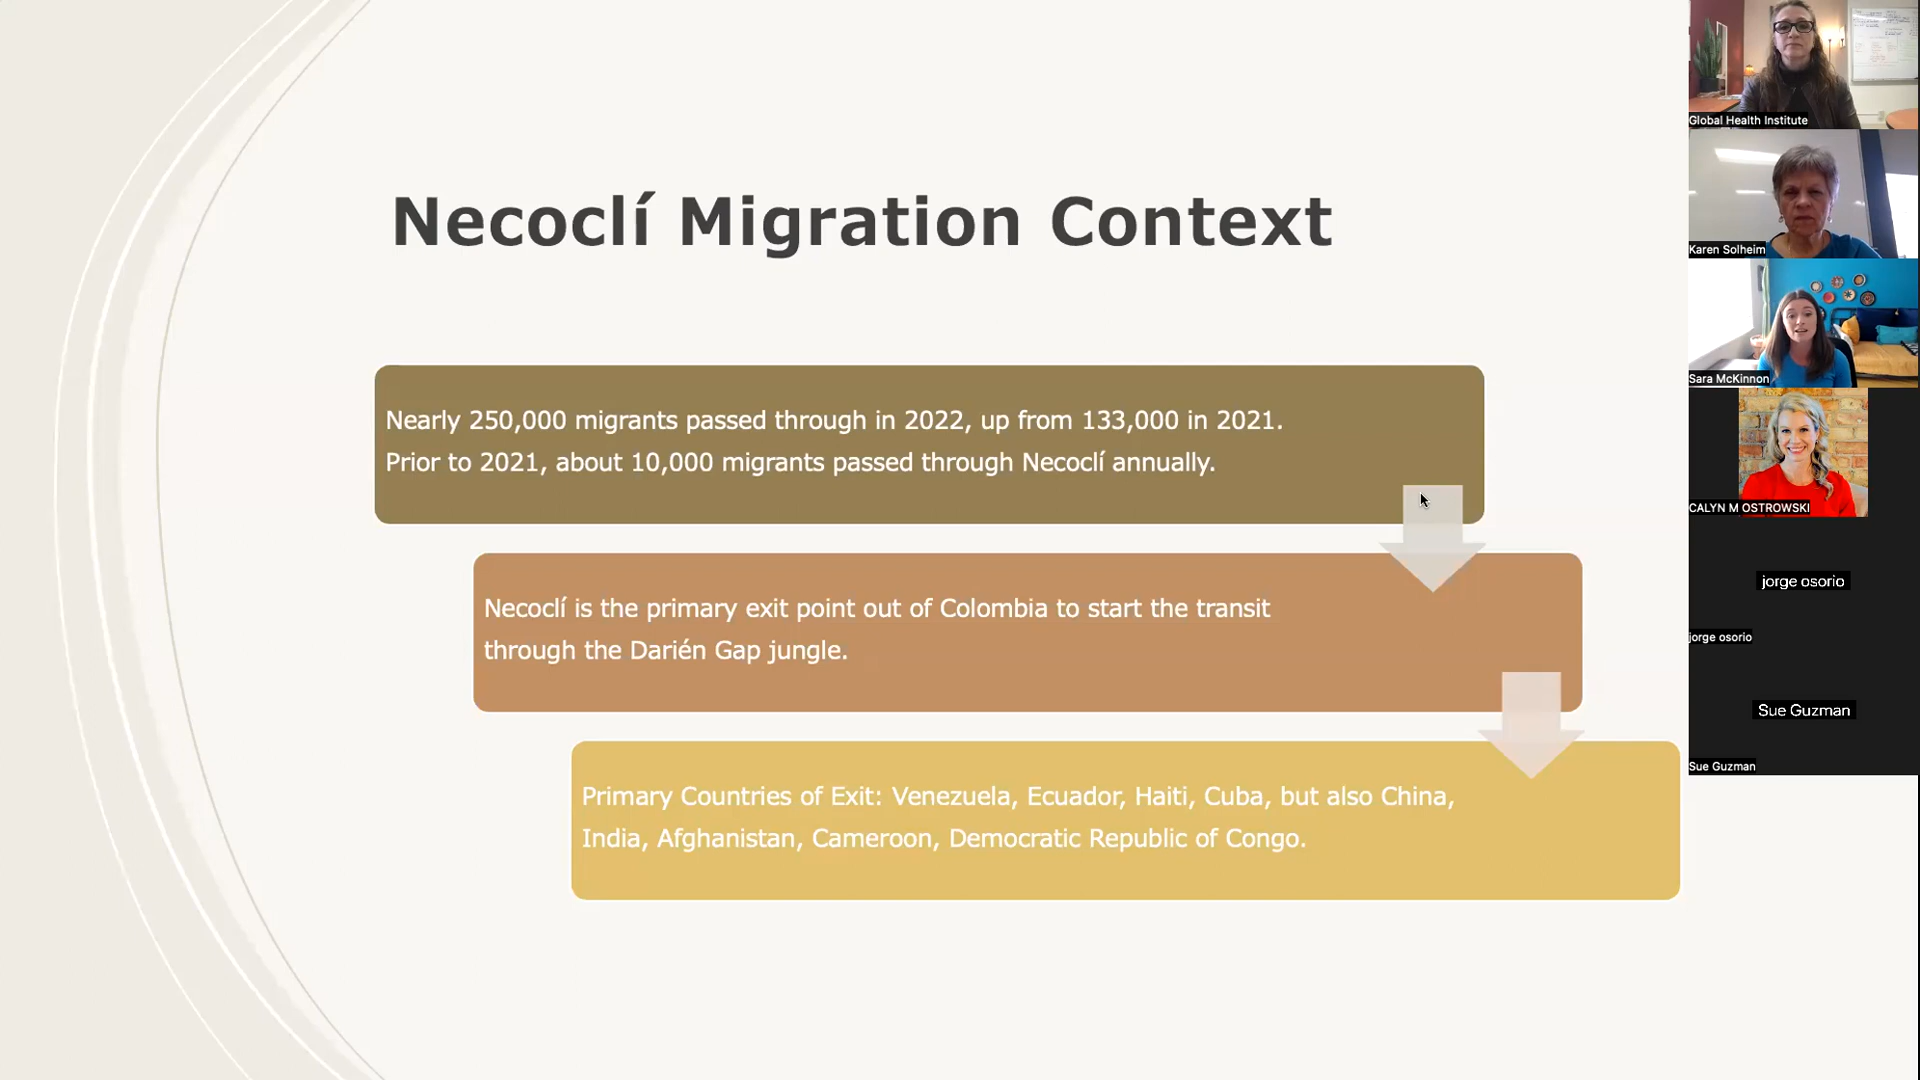 Necoclí Migration Context
Nearly 250,000 migrants passed through in 2022, up from 133,000 in 2021.
Prior to 2021, about 10,000 migrants passed through Necoclí annually.
Necoclí is the primary exit point out of Colombia to start the transit
through the Darién Gap jungle.
Primary Countries of Exit: Venezuela, Ecuador, Haiti, Cuba, but also China,
India, Afghanistan, Cameroon, Democratic Republic of Congo.
Global Health Institute
Karen Solheim
Sara McKinnon
CALYN M OSTROWSKI
jorge osorio
jorge osorio
Sue Guzman
Sue Guzman